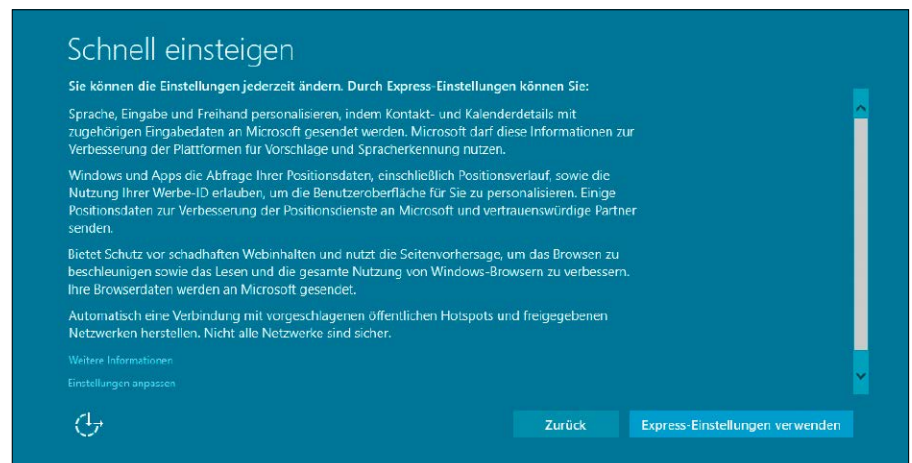 Schnell einsteigen
Sie können die Einstellungen jederzeit ändern. Durch Express-Einstellungen können Sie:
Sprache, Eingabe und Freihand personalisieren, indem Kontakt- und Kalenderdetails mit
zugehörigen Eingabedaten an Microsoft gesendet werden. Microsoft darf diese Informationen zur
Verbesserung der Plattformen für Vorschläge und Spracherkennung nutzen.
Windows und Apps die Abfrage Ihrer Positionsdaten, einschließlich Positionsverlauf, sowie die
Nutzung Ihrer Werbe-ID erlauben, um die Benutzeroberfläche für Sie zu personalisieren. Einige
Positionsdaten zur Verbesserung der Positionsdienste an Microsoft und vertrauenswürdige Partner
senden.
Bietet Schutz vor schadhaften Webinhalten und nutzt die Seitenvorhersage, um das Browsen zu
beschleunigen sowie das Lesen und die gesamte Nutzung von Windows-Browsern zu verbessern.
Ihre Browserdaten werden an Microsoft gesendet.
Automatisch eine Verbindung mit vorgeschlagenen öffentlichen Hotspots und freigegebenen
Netzwerken herstellen. Nicht alle Netzwerke sind sicher.
Weitere Informationen
Einstellungen anpassen
Zurück
Express-Einstellungen verwenden